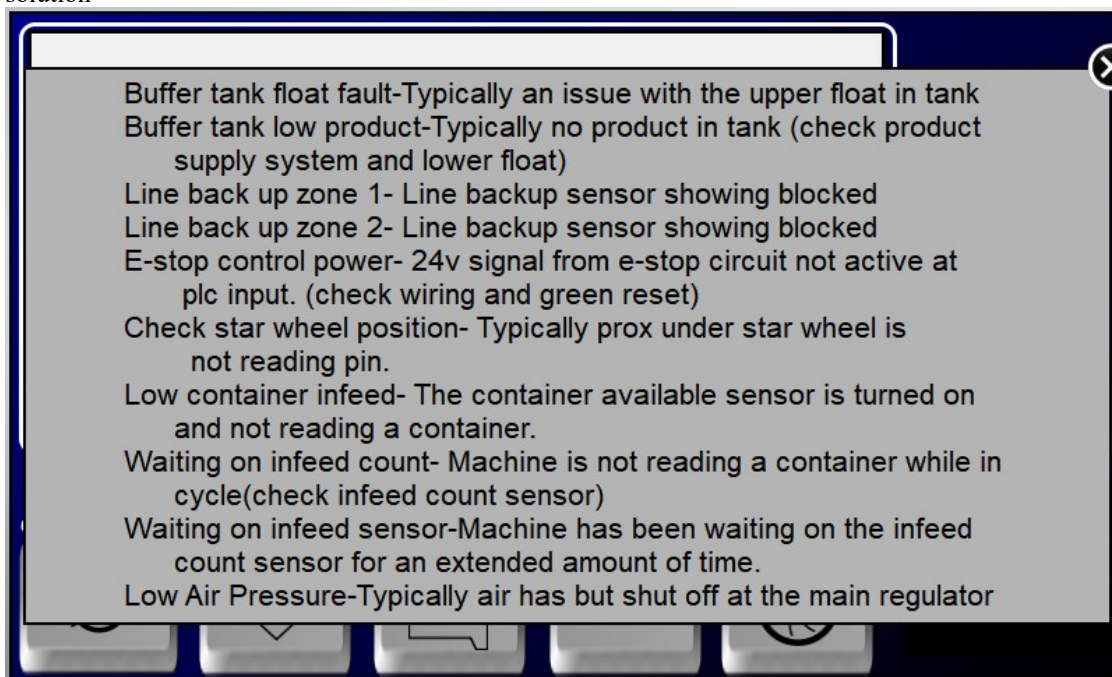 Buffer tank float fault-Typically an issue with the upper float in tank
Buffer tank low product-Typically no product in tank (check product
supply system and lower float)
Line back up zone 1- Line backup sensor showing blocked
Line back up zone 2- Line backup sensor showing blocked
E-stop control power- 24v signal from e-stop circuit not active at
plc input. (check wiring and green reset)
Check star wheel position- Typically prox under star wheel is
not reading pin.
Low container infeed- The container available sensor is turned on
and not reading a container.
Waiting on infeed count- Machine is not reading a container while in
cycle(check infeed count sensor)
Waiting on infeed sensor-Machine has been waiting on the infeed
count sensor for an extended amount of time.
Low Air Pressure-Typically air has but shut off at the main regulator